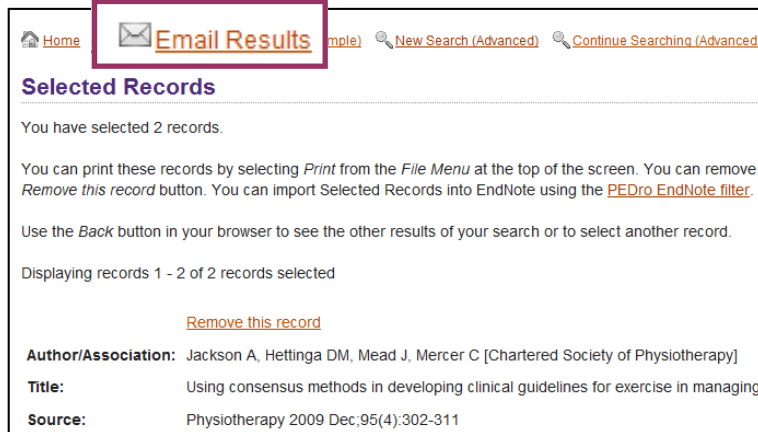 Home Email Results mple) New Search (Advanced) Continue Searching (Advanced
Selected Records
You have selected 2 records.
You can print these records by selecting Print from the File Menu at the top of the screen. You can remove
Remove this record button. You can import Selected Records into EndNote using the PEDro EndNote filter.
Use the Back button in your browser to see the other results of your search or to select another record.
Displaying records 1 - 2 of 2 records selected
Remove this record
Author/Association: Jackson A, Hettinga DM, Mead J, Mercer C [Chartered Society of Physiotherapy]
Title: Using consensus methods in developing clinical guidelines for exercise in managing
Source: Physiotherapy 2009 Dec;95(4):302-311